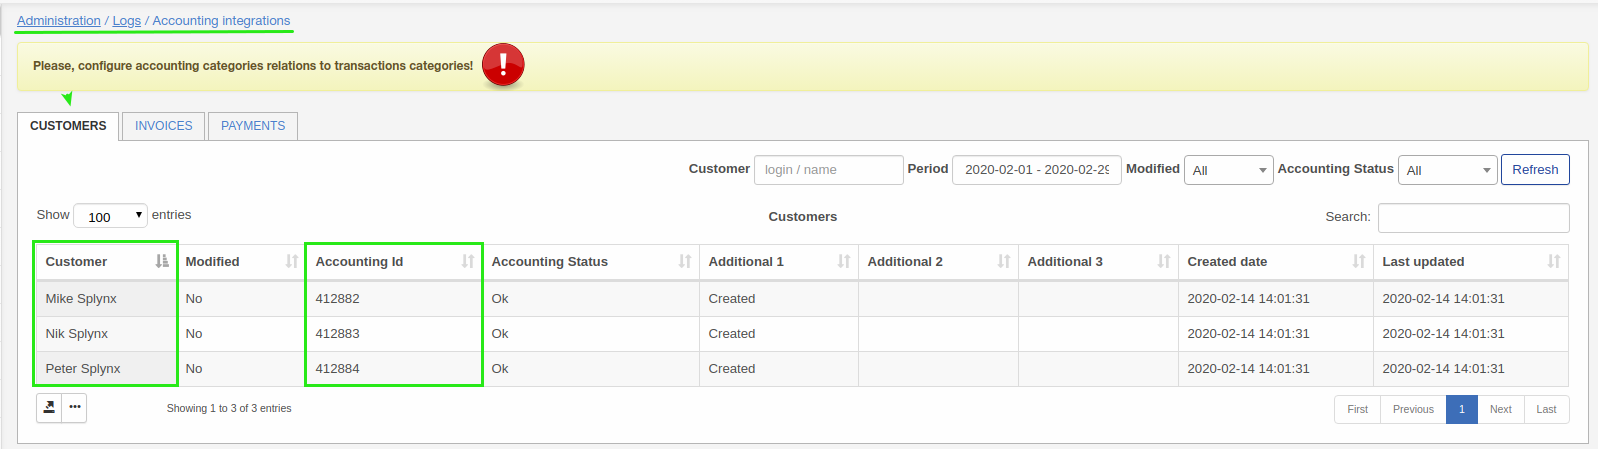 Administration / Logs / Accounting integrations
Please, configure accounting categories relations to transactions categories!
CUSTOMERS INVOICES PAYMENTS
Customer login / name Period 2020-02-01 - 2020-02-29 Modified All Accounting Status All Refresh
Show 100 entries Customers Search:
Customer Modified Accounting Id Accounting Status Additional 1 Additional 2 Additional 3 Created date Last updated
Mike Splynx No 412882 Ok Created 2020-02-14 14:01:31 2020-02-14 14:01:31
Nik Splynx No 412883 Ok Created 2020-02-14 14:01:31 2020-02-14 14:01:31
Peter Splynx No 412884 Ok Created 2020-02-14 14:01:31 2020-02-14 14:01:31
Showing 1 to 3 of 3 entries First Previous 1 Next Last